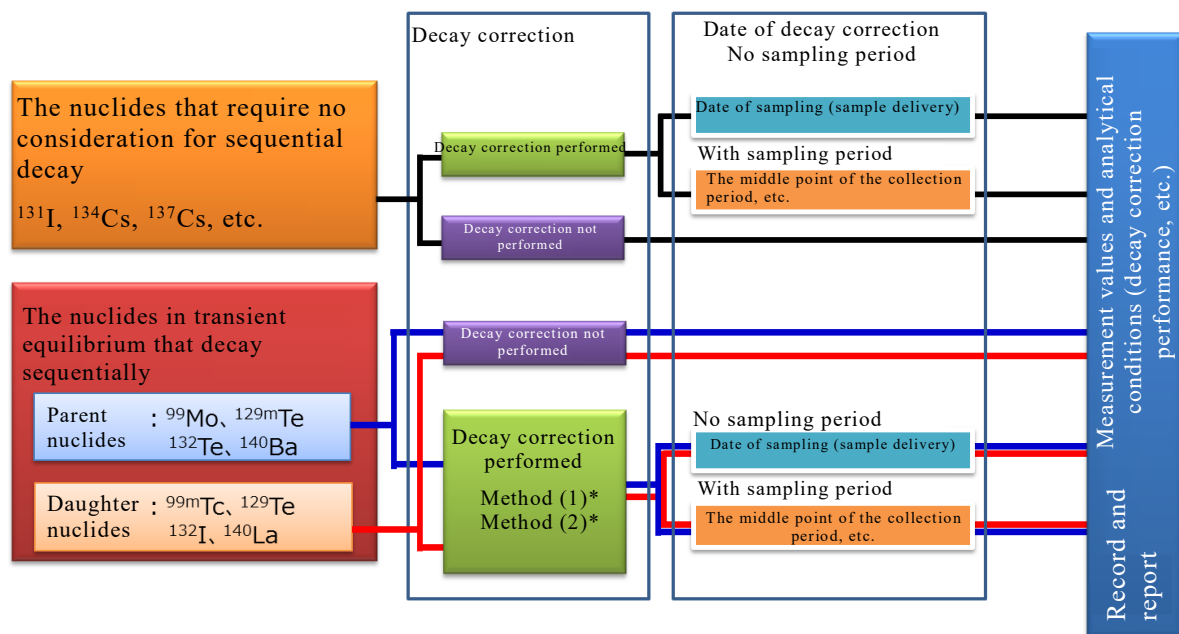 Decay correction
Date of decay correction
No sampling period
The nuclides that require no
consideration for sequential
decay
¹³¹I, ¹³⁴Cs, ¹³⁷Cs, etc.
Decay correction performed
Decay correction not
performed
Date of sampling (sample delivery)
With sampling period
The middle point of the collection
period, etc.
The nuclides in transient
equilibrium that decay
sequentially
Parent : ⁹⁹Mo、¹²⁹ᵐTe
nuclides ¹³²Te、¹⁴⁰Ba
Daughter : ⁹⁹ᵐTc、¹²⁹Te
nuclides ¹³²I、¹⁴⁰La
Decay correction not
performed
Decay correction
performed
Method (1)*
Method (2)*
No sampling period
Date of sampling (sample delivery)
With sampling period
The middle point of the collection
period, etc.
Measurement values and analytical
conditions (decay correction
performance, etc.)
Record and
report